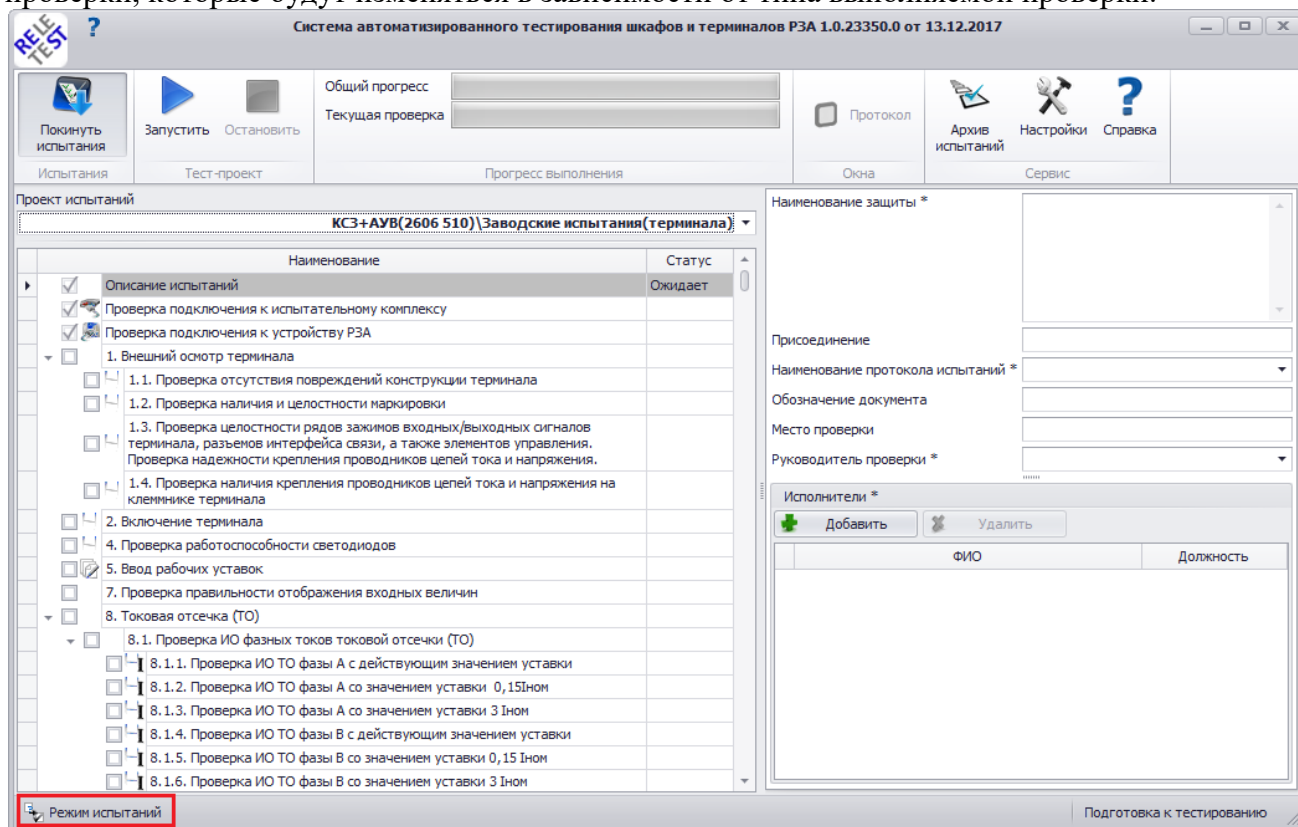 проверки, которые будут изменяться в зависимости от типа выполняемой проверки.
RELE TEST
?
Система автоматизированного тестирования шкафов и терминалов РЗА 1.0.23350.0 от 13.12.2017
Покинуть испытания
Запустить
Остановить
Общий прогресс
Текущая проверка
Протокол
Архив испытаний
Настройки
Справка
Испытания
Тест-проект
Прогресс выполнения
Окна
Сервис
Проект испытаний
КСЗ+АУВ(2606 510)\Заводские испытания(терминала)
Наименование
Статус
Описание испытаний
Ожидает
Проверка подключения к испытательному комплексу
Проверка подключения к устройству РЗА
1. Внешний осмотр терминала
1.1. Проверка отсутствия повреждений конструкции терминала
1.2. Проверка наличия и целостности маркировки
1.3. Проверка целостности рядов зажимов входных/выходных сигналов
терминала, разъемов интерфейса связи, а также элементов управления.
Проверка надежности крепления проводников цепей тока и напряжения.
1.4. Проверка наличия крепления проводников цепей тока и напряжения на
клеммнике терминала
2. Включение терминала
4. Проверка работоспособности светодиодов
5. Ввод рабочих уставок
7. Проверка правильности отображения входных величин
8. Токовая отсечка (ТО)
8.1. Проверка ИО фазных токов токовой отсечки (ТО)
8.1.1. Проверка ИО ТО фазы А с действующим значением уставки
8.1.2. Проверка ИО ТО фазы А со значением уставки 0,15Iном
8.1.3. Проверка ИО ТО фазы А со значением уставки 3 Iном
8.1.4. Проверка ИО ТО фазы В с действующим значением уставки
8.1.5. Проверка ИО ТО фазы В со значением уставки 0,15 Iном
8.1.6. Проверка ИО ТО фазы В со значением уставки 3 Iном
Наименование защиты *
Присоединение
Наименование протокола испытаний *
Обозначение документа
Место проверки
Руководитель проверки *
Исполнители *
Добавить
Удалить
ФИО
Должность
Режим испытаний
Подготовка к тестированию